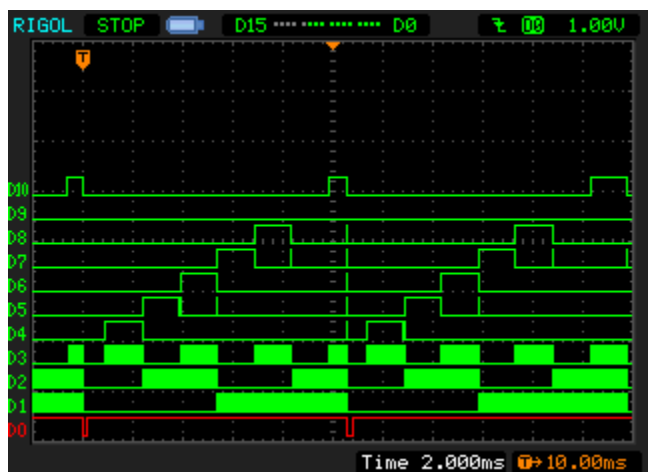 RIGOL STOP D15 D0 D0 1.00V
T
D10
D9
D8
D7
D6
D5
D4
D3
D2
D1
D0
Time 2.000ms T→10.00ms